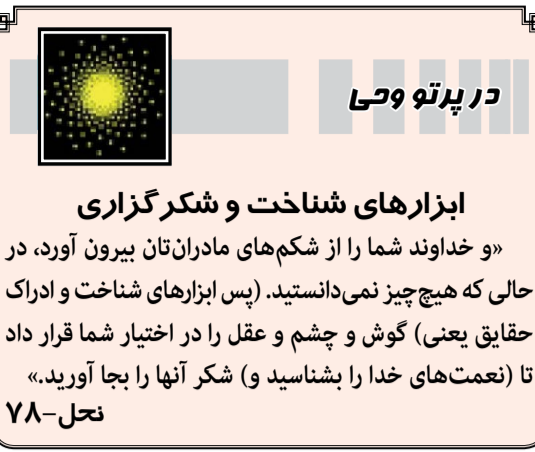 در پرتو وحی
ابزارهای شناخت و شکرگزاری
«و خداوند شما را از شکم‌های مادران‌تان بیرون آورد، در
حالی که هیچ‌چیز نمی‌دانستید. (پس ابزارهای شناخت و ادراک
حقایق یعنی) گوش و چشم و عقل را در اختیار شما قرار داد
تا (نعمت‌های خدا را بشناسید و) شکر آنها را بجا آورید.»
نحل-۷۸